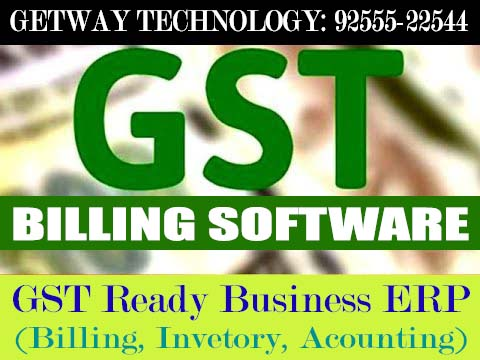 GETWAY TECHNOLOGY: 92555-22544
GST
BILLING SOFTWARE
GST Ready Business ERP
(Billing, Invetory, Acounting)